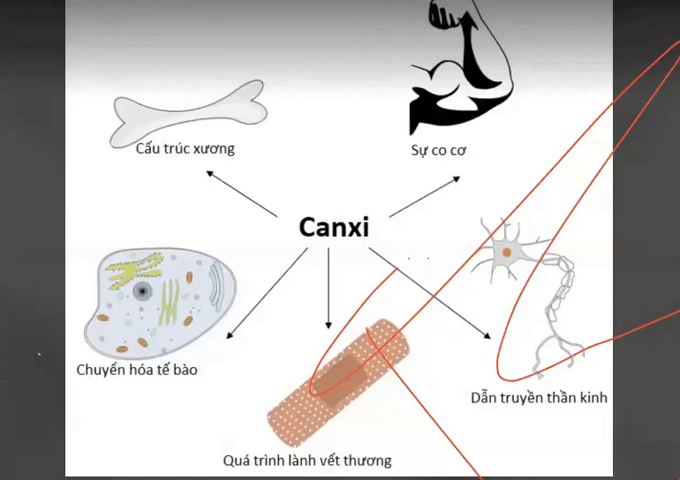 Cấu trúc xương
Sự co cơ
Canxi
Chuyển hóa tế bào
Dẫn truyền thần kinh
Quá trình lành vết thương